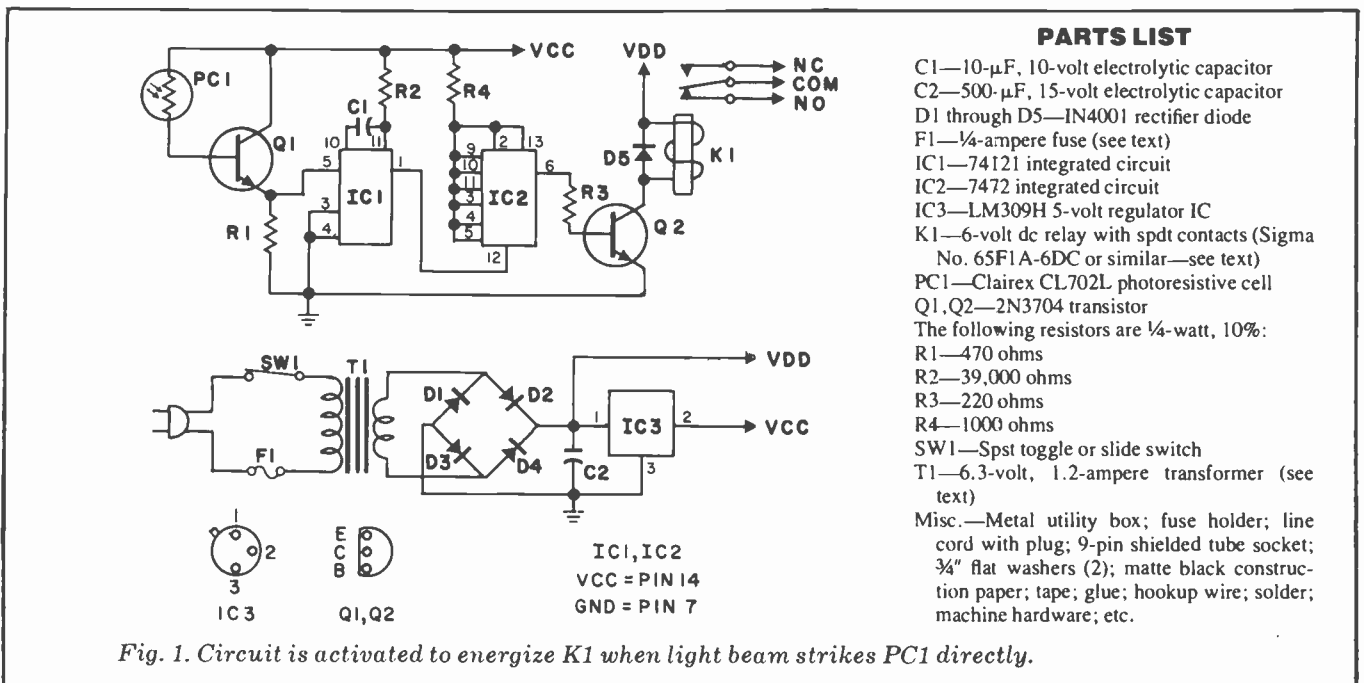 PC1
Q1
R1
C1
10
11
R2
5
3
4
IC1
1
R4
VCC
2
13
9
10
11
3
4
5
IC2
6
12
R3
Q2
VDD
D5
K1
NC
COM
NO
SW1
F1
T1
D1
D2
D3
D4
C2
1
IC3
2
3
VDD
VCC
1
2
3
IC3
E
C
B
Q1,Q2
IC1,IC2
VCC = PIN 14
GND = PIN 7
PARTS LIST
C1—10-μF, 10-volt electrolytic capacitor
C2—500-μF, 15-volt electrolytic capacitor
D1 through D5—IN4001 rectifier diode
F1—¼-ampere fuse (see text)
IC1—74121 integrated circuit
IC2—7472 integrated circuit
IC3—LM309H 5-volt regulator IC
K1—6-volt dc relay with spdt contacts (Sigma
No. 65F1A-6DC or similar—see text)
PC1—Clairex CL702L photoresistive cell
Q1,Q2—2N3704 transistor
The following resistors are ¼-watt, 10%:
R1—470 ohms
R2—39,000 ohms
R3—220 ohms
R4—1000 ohms
SW1—Spst toggle or slide switch
T1—6.3-volt, 1.2-ampere transformer (see
text)
Misc.—Metal utility box; fuse holder; line
cord with plug; 9-pin shielded tube socket;
¾" flat washers (2); matte black construc-
tion paper; tape; glue; hookup wire; solder;
machine hardware; etc.
Fig. 1. Circuit is activated to energize K1 when light beam strikes PC1 directly.